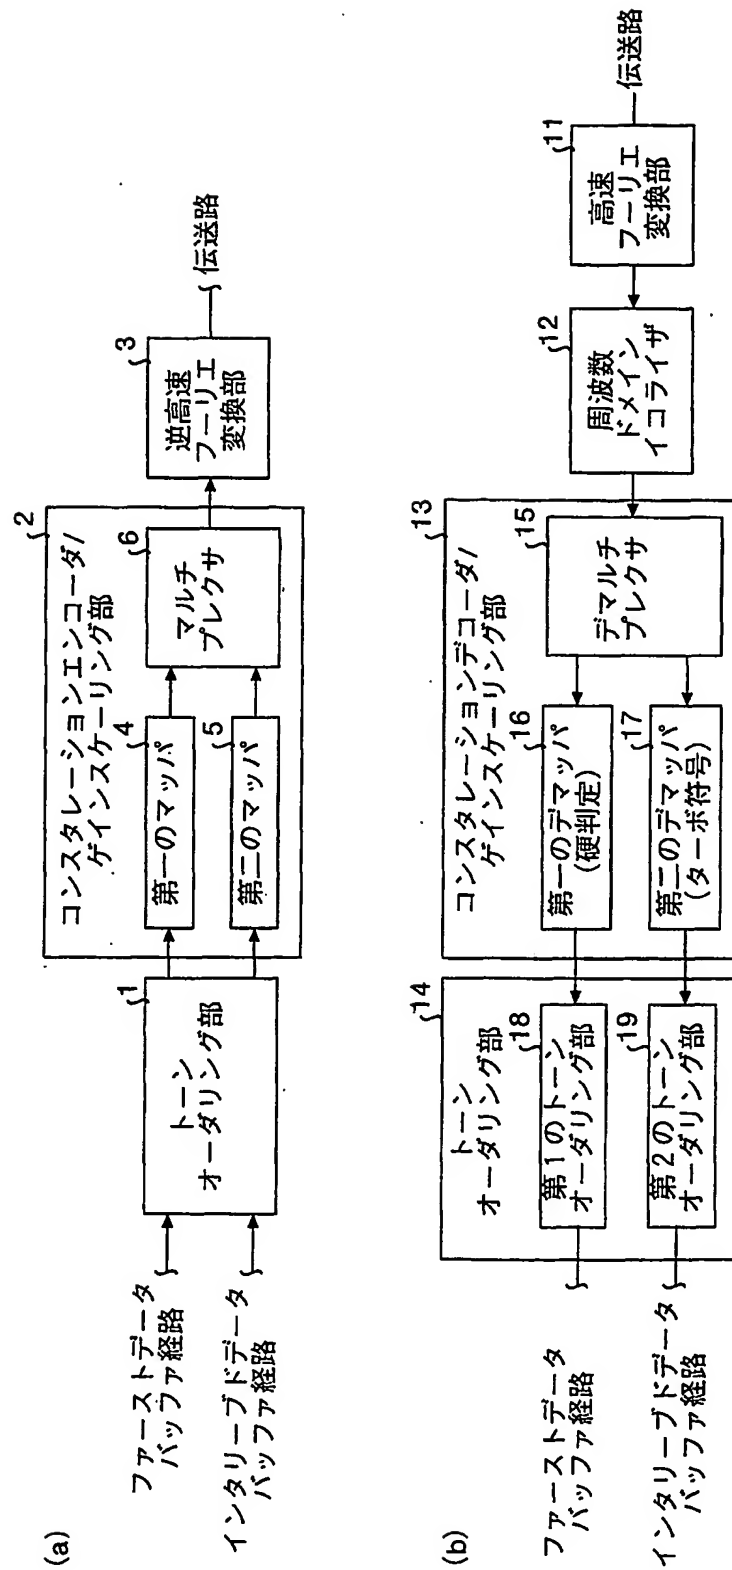 (a)
ファーストデータ
バッファ経路
インタリーブドデータ
バッファ経路
1
トーン
オーダリング部
2
コンスタレーションエンコーダ/
ゲインスケーリング部
4
第一のマッパ
5
第二のマッパ
6
マルチ
プレクサ
3
逆高速
フーリエ
変換部
伝送路
(b)
ファーストデータ
バッファ経路
インタリーブドデータ
バッファ経路
14
トーン
オーダリング部
18
第1のトーン
オーダリング部
19
第2のトーン
オーダリング部
13
コンスタレーションデコーダ/
ゲインスケーリング部
16
第一のデマッパ
(硬判定)
17
第二のデマッパ
(ターボ符号)
15
デマルチ
プレクサ
12
周波数
ドメイン
イコライザ
11
高速
フーリエ
変換部
伝送路